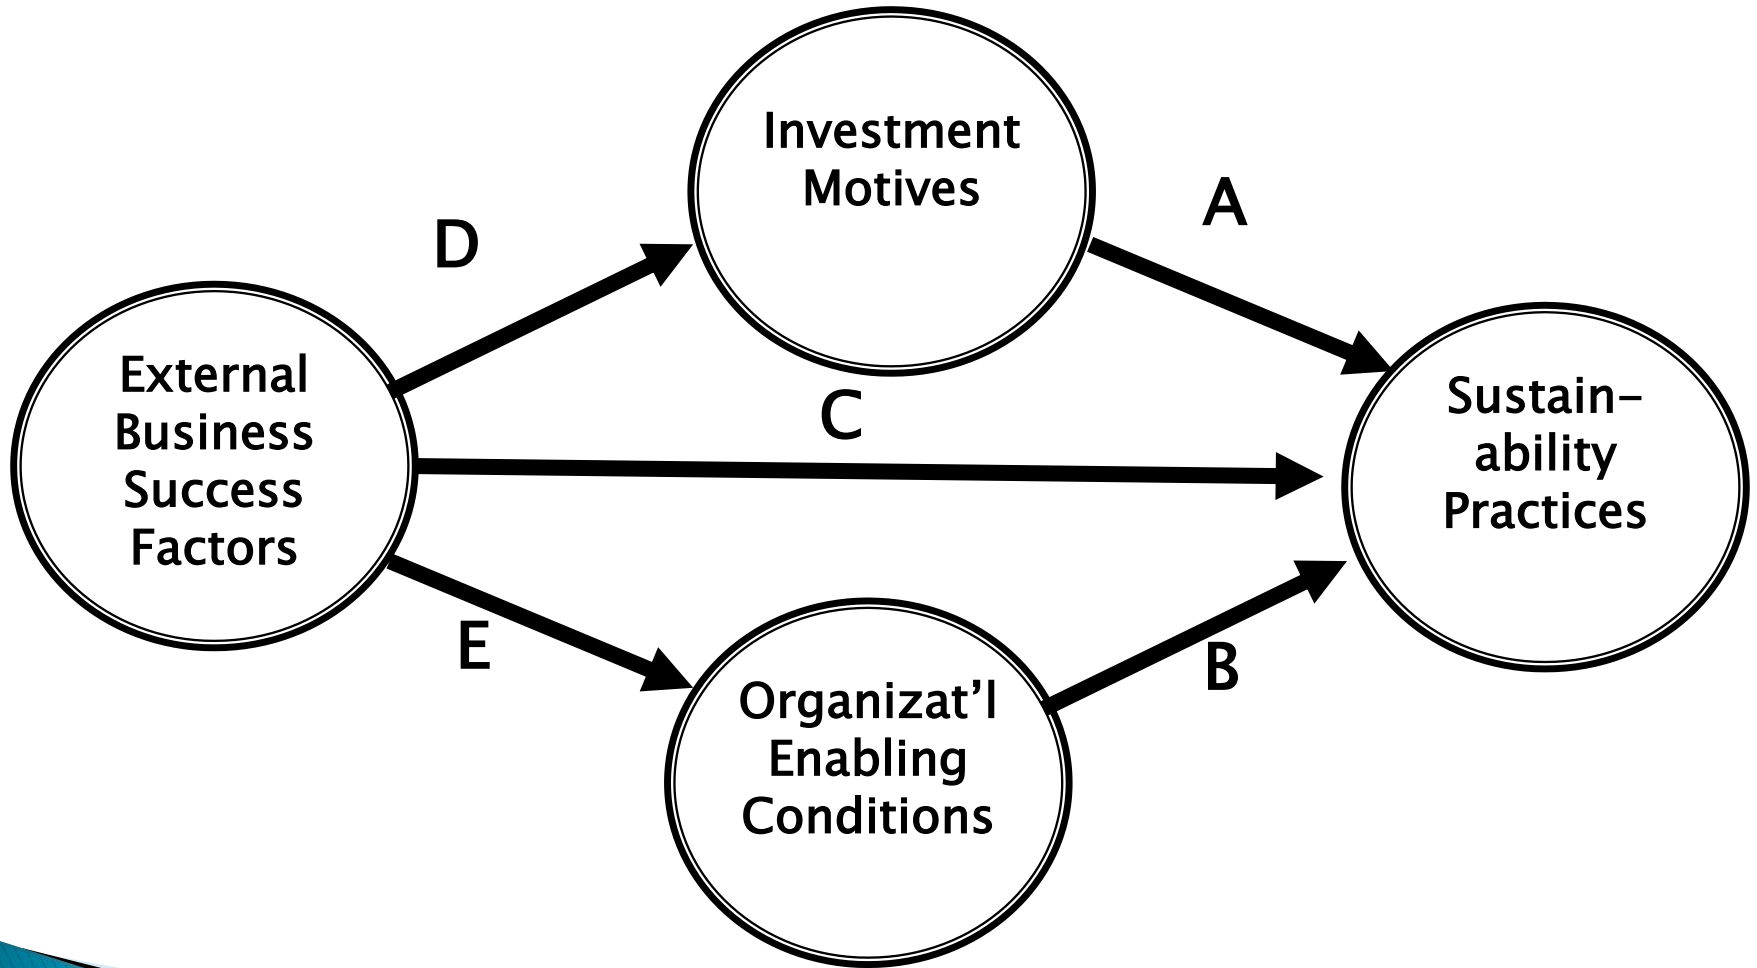 Investment
Motives
A
D
External
Business
Success
Factors
C
Sustain-
ability
Practices
E
B
Organizat’l
Enabling
Conditions